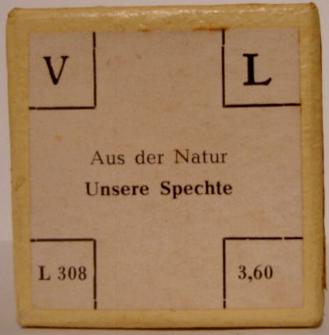 V L
Aus der Natur
Unsere Spechte
L 308 3,60